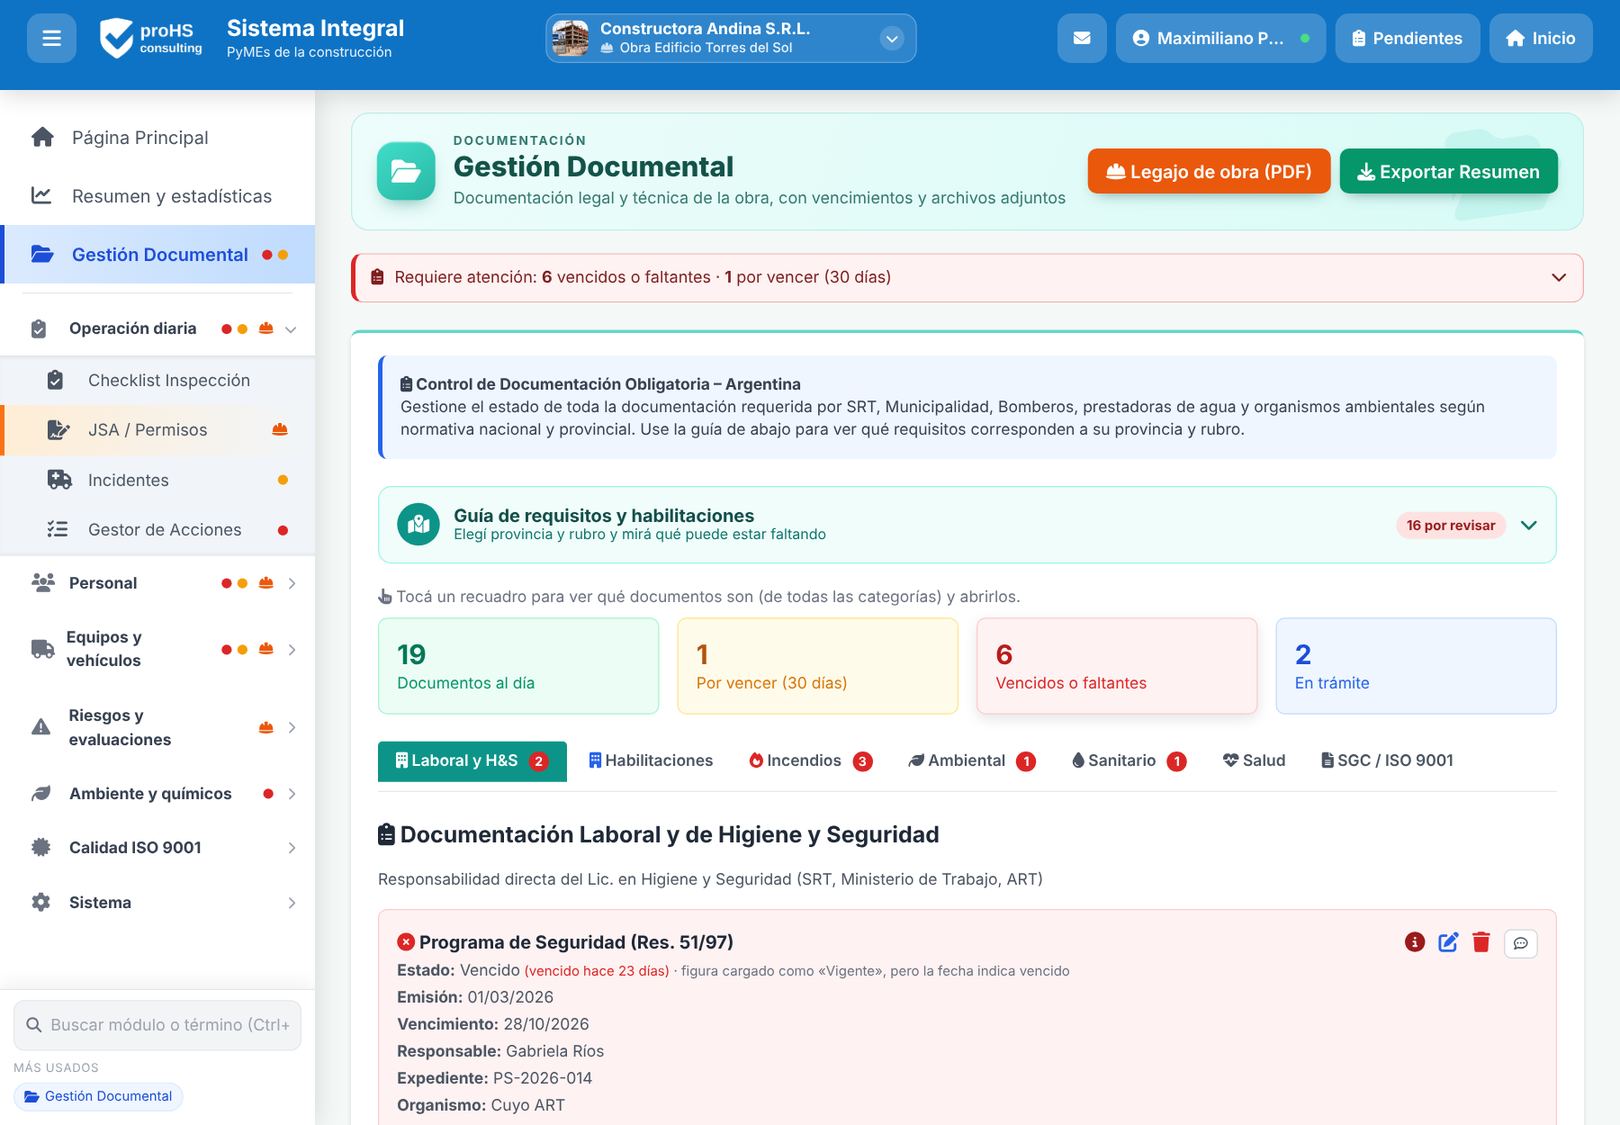 proHS
consulting
Sistema Integral
PyMEs de la construcción
Constructora Andina S.R.L.
Obra Edificio Torres del Sol
Maximiliano P...
Pendientes
Inicio
Página Principal
Resumen y estadísticas
Gestión Documental
Operación diaria
Checklist Inspección
JSA / Permisos
Incidentes
Gestor de Acciones
Personal
Equipos y
vehículos
Riesgos y
evaluaciones
Ambiente y químicos
Calidad ISO 9001
Sistema
Buscar módulo o término (Ctrl+
MÁS USADOS
Gestión Documental
DOCUMENTACIÓN
Gestión Documental
Documentación legal y técnica de la obra, con vencimientos y archivos adjuntos
Legajo de obra (PDF)
Exportar Resumen
Requiere atención: 6 vencidos o faltantes · 1 por vencer (30 días)
Control de Documentación Obligatoria – Argentina
Gestione el estado de toda la documentación requerida por SRT, Municipalidad, Bomberos, prestadoras de agua y organismos ambientales según
normativa nacional y provincial. Use la guía de abajo para ver qué requisitos corresponden a su provincia y rubro.
Guía de requisitos y habilitaciones
Elegí provincia y rubro y mirá qué puede estar faltando
16 por revisar
Tocá un recuadro para ver qué documentos son (de todas las categorías) y abrirlos.
19
Documentos al día
1
Por vencer (30 días)
6
Vencidos o faltantes
2
En trámite
Laboral y H&S 2
Habilitaciones
Incendios 3
Ambiental 1
Sanitario 1
Salud
SGC / ISO 9001
Documentación Laboral y de Higiene y Seguridad
Responsabilidad directa del Lic. en Higiene y Seguridad (SRT, Ministerio de Trabajo, ART)
Programa de Seguridad (Res. 51/97)
Estado: Vencido (vencido hace 23 días) · figura cargado como «Vigente», pero la fecha indica vencido
Emisión: 01/03/2026
Vencimiento: 28/10/2026
Responsable: Gabriela Ríos
Expediente: PS-2026-014
Organismo: Cuyo ART